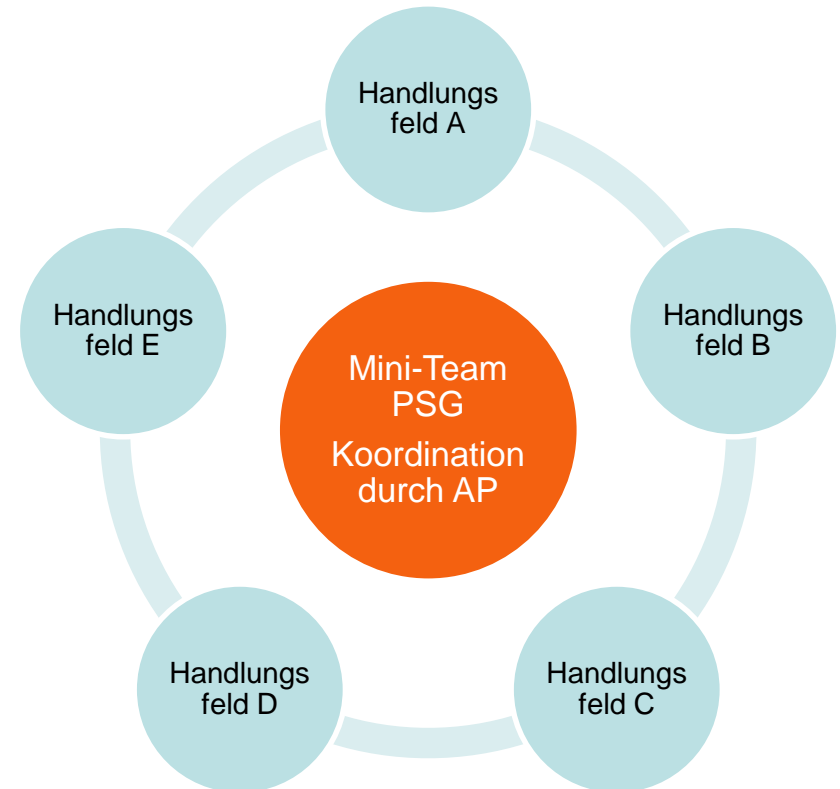 Handlungs
feld A
Handlungs
feld E
Handlungs
feld B
Mini-Team
PSG
Koordination
durch AP
Handlungs
feld D
Handlungs
feld C